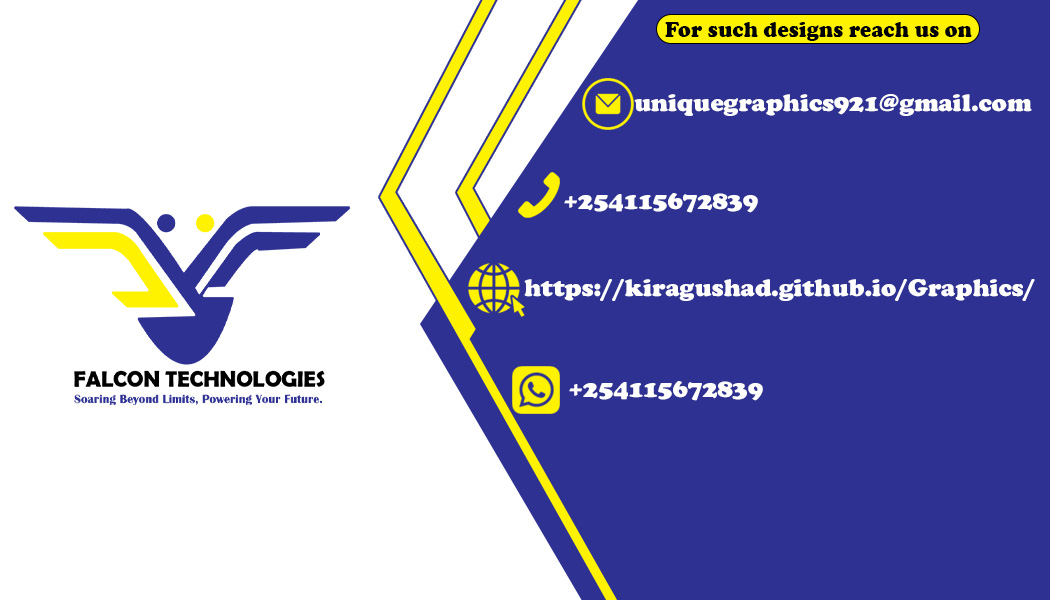 For such designs reach us on
uniquegraphics921@gmail.com
+254115672839
https://kiragushad.github.io/Graphics/
+254115672839
FALCON TECHNOLOGIES
Soaring Beyond Limits, Powering Your Future.